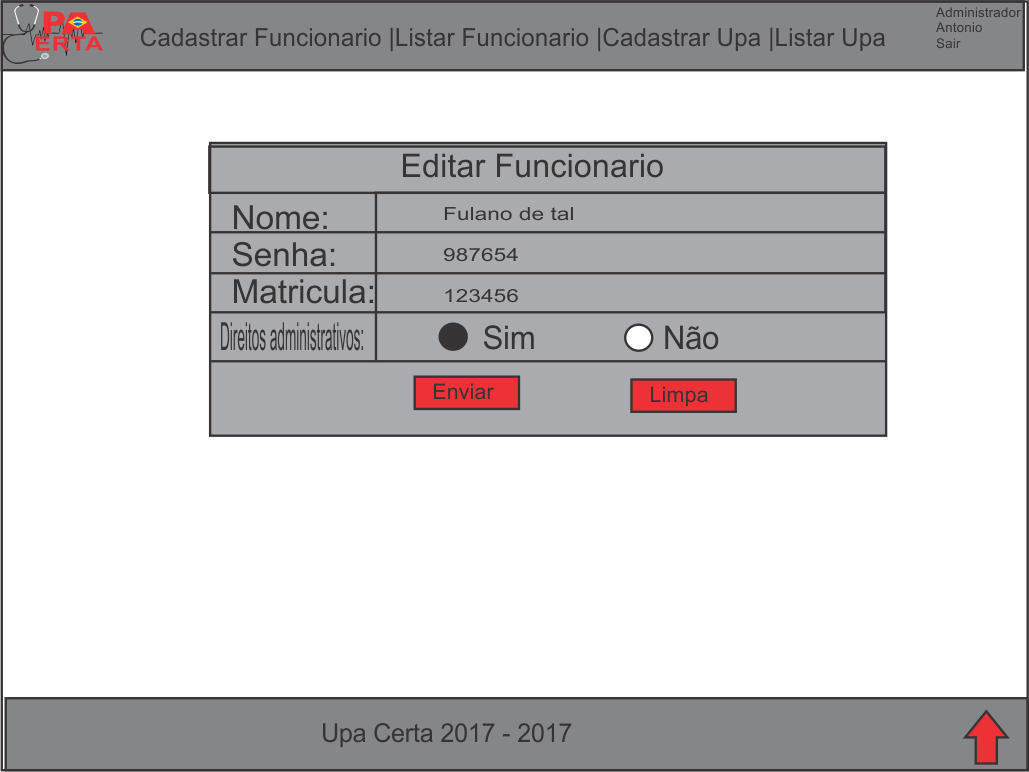 UPA
CERTA
Cadastrar Funcionario |Listar Funcionario |Cadastrar Upa |Listar Upa
Administrador
Antonio
Sair
Editar Funcionario
Nome: Fulano de tal
Senha: 987654
Matricula: 123456
Direitos administrativos: Sim Não
Enviar Limpa
Upa Certa 2017 - 2017